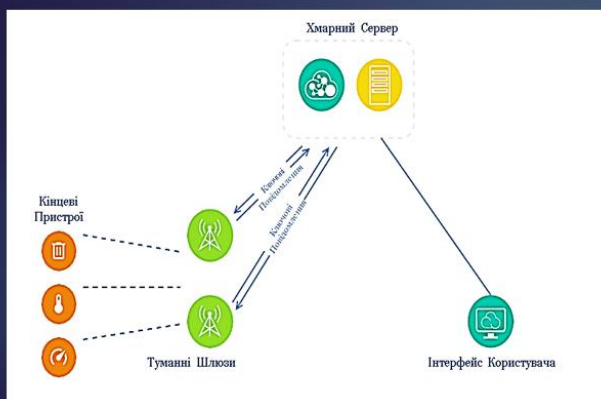 Хмарний Сервер
Ключові
Повідомлення
Ключові
Повідомлення
Кінцеві
Пристрої
Туманні Шлюзи
Інтерфейс Користувача